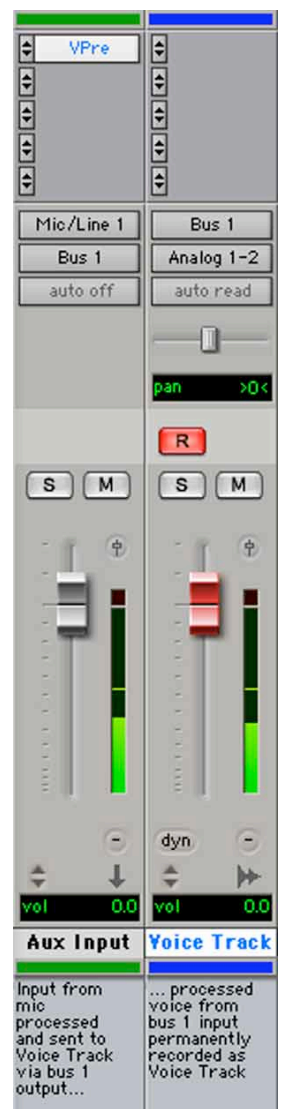 VPre
Mic/Line 1 Bus 1
Bus 1 Analog 1-2
auto off auto read
pan >0<
R
S M S M
dyn - -
vol 0.0 vol 0.0
Aux Input Voice Track
Input from
mic
processed
and sent to
Voice Track
via bus 1
output...
... processed
voice from
bus 1 input
permanently
recorded as
Voice Track